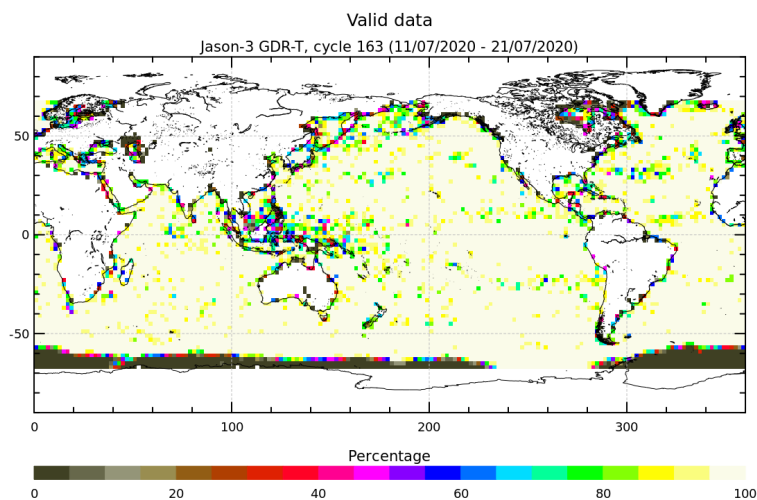 Valid data
Jason-3 GDR-T, cycle 163 (11/07/2020 - 21/07/2020)
50
0
-50
0 100 200 300
Percentage
0 20 40 60 80 100